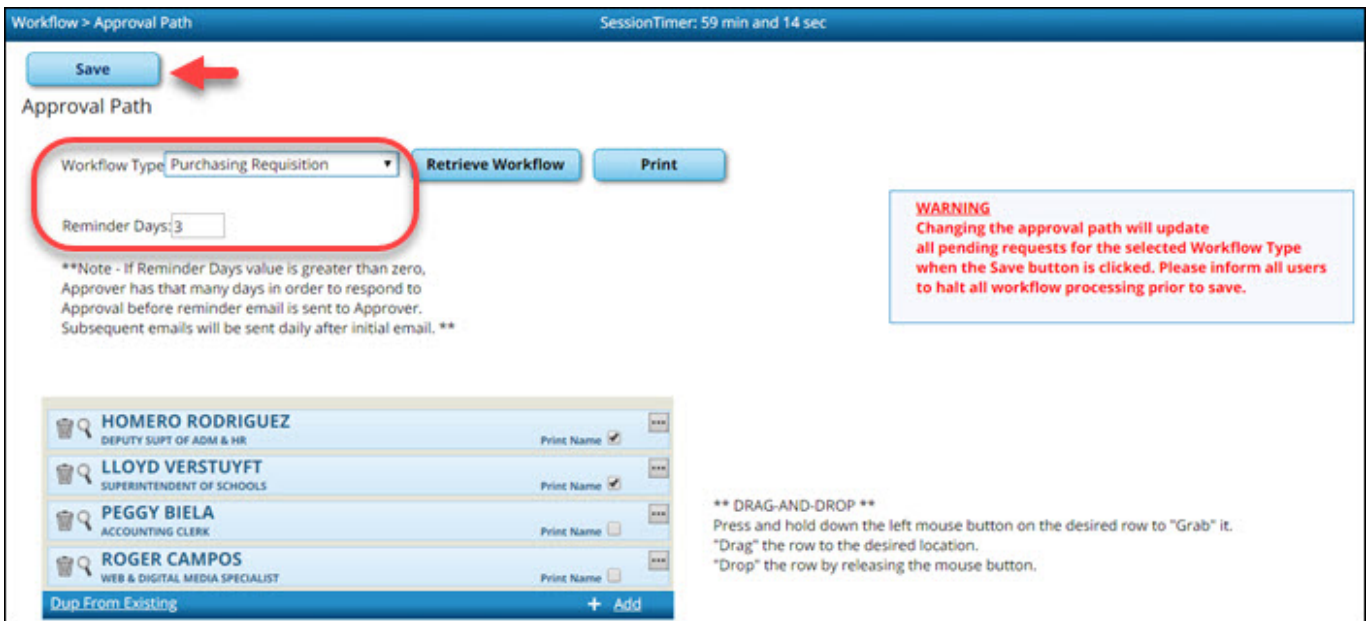 Workflow > Approval Path SessionTimer: 59 min and 14 sec
Save
Approval Path
Workflow Type Purchasing Requisition Retrieve Workflow Print
Reminder Days: 3
WARNING
Changing the approval path will update
all pending requests for the selected Workflow Type
when the Save button is clicked. Please inform all users
to halt all workflow processing prior to save.
**Note - If Reminder Days value is greater than zero,
Approver has that many days in order to respond to
Approval before reminder email is sent to Approver.
Subsequent emails will be sent daily after initial email. **
HOMERO RODRIGUEZ
DEPUTY SUPT OF ADM & HR Print Name
LLOYD VERSTUYFT
SUPERINTENDENT OF SCHOOLS Print Name
PEGGY BIELA
ACCOUNTING CLERK Print Name
ROGER CAMPOS
WEB & DIGITAL MEDIA SPECIALIST Print Name
Dup From Existing + Add
** DRAG-AND-DROP **
Press and hold down the left mouse button on the desired row to "Grab" it.
"Drag" the row to the desired location.
"Drop" the row by releasing the mouse button.